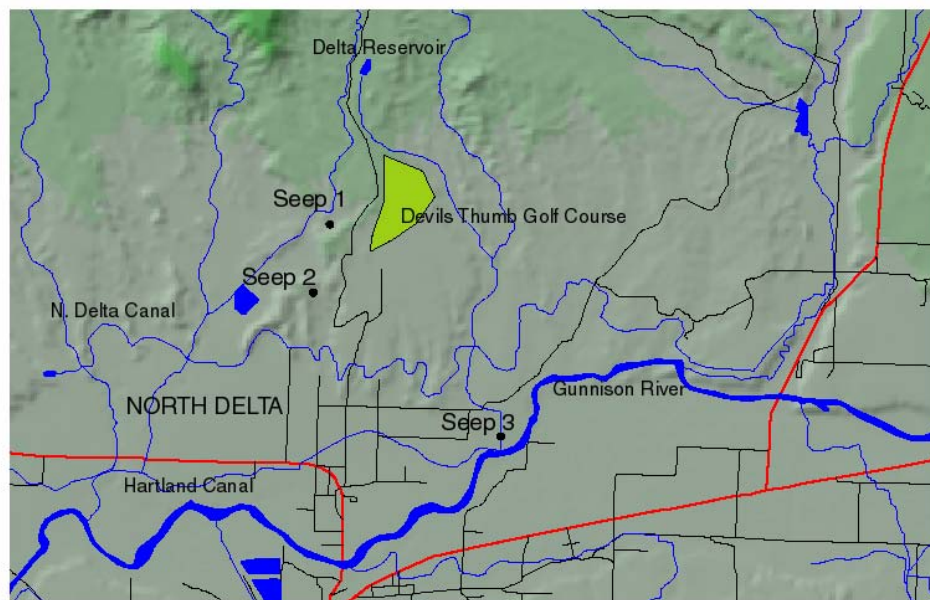 Delta Reservoir
Seep 1
Devils Thumb Golf Course
Seep 2
N. Delta Canal
Gunnison River
NORTH DELTA
Seep 3
Hartland Canal